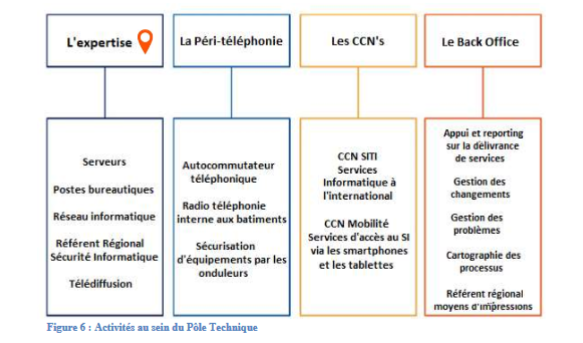 L'expertise
La Péri-téléphonie
Les CCN's
Le Back Office
Serveurs
Postes bureautiques
Réseau informatique
Référent Régional
Sécurité Informatique
Télédiffusion
Autocommutateur
téléphonique
Radio téléphonie
interne aux batiments
Sécurisation
d'équipements par les
onduleurs
CCN SITI
Services
Informatique à
l'international
CCN Mobilité
Services d'accès au SI
via les smartphones
et les tablettes
Appui et reporting
sur la délivrance
de services
Gestion des
changements
Gestion des
problèmes
Cartographie des
processus
Référent régional
moyens d'impressions
Figure 6 : Activités au sein du Pôle Technique